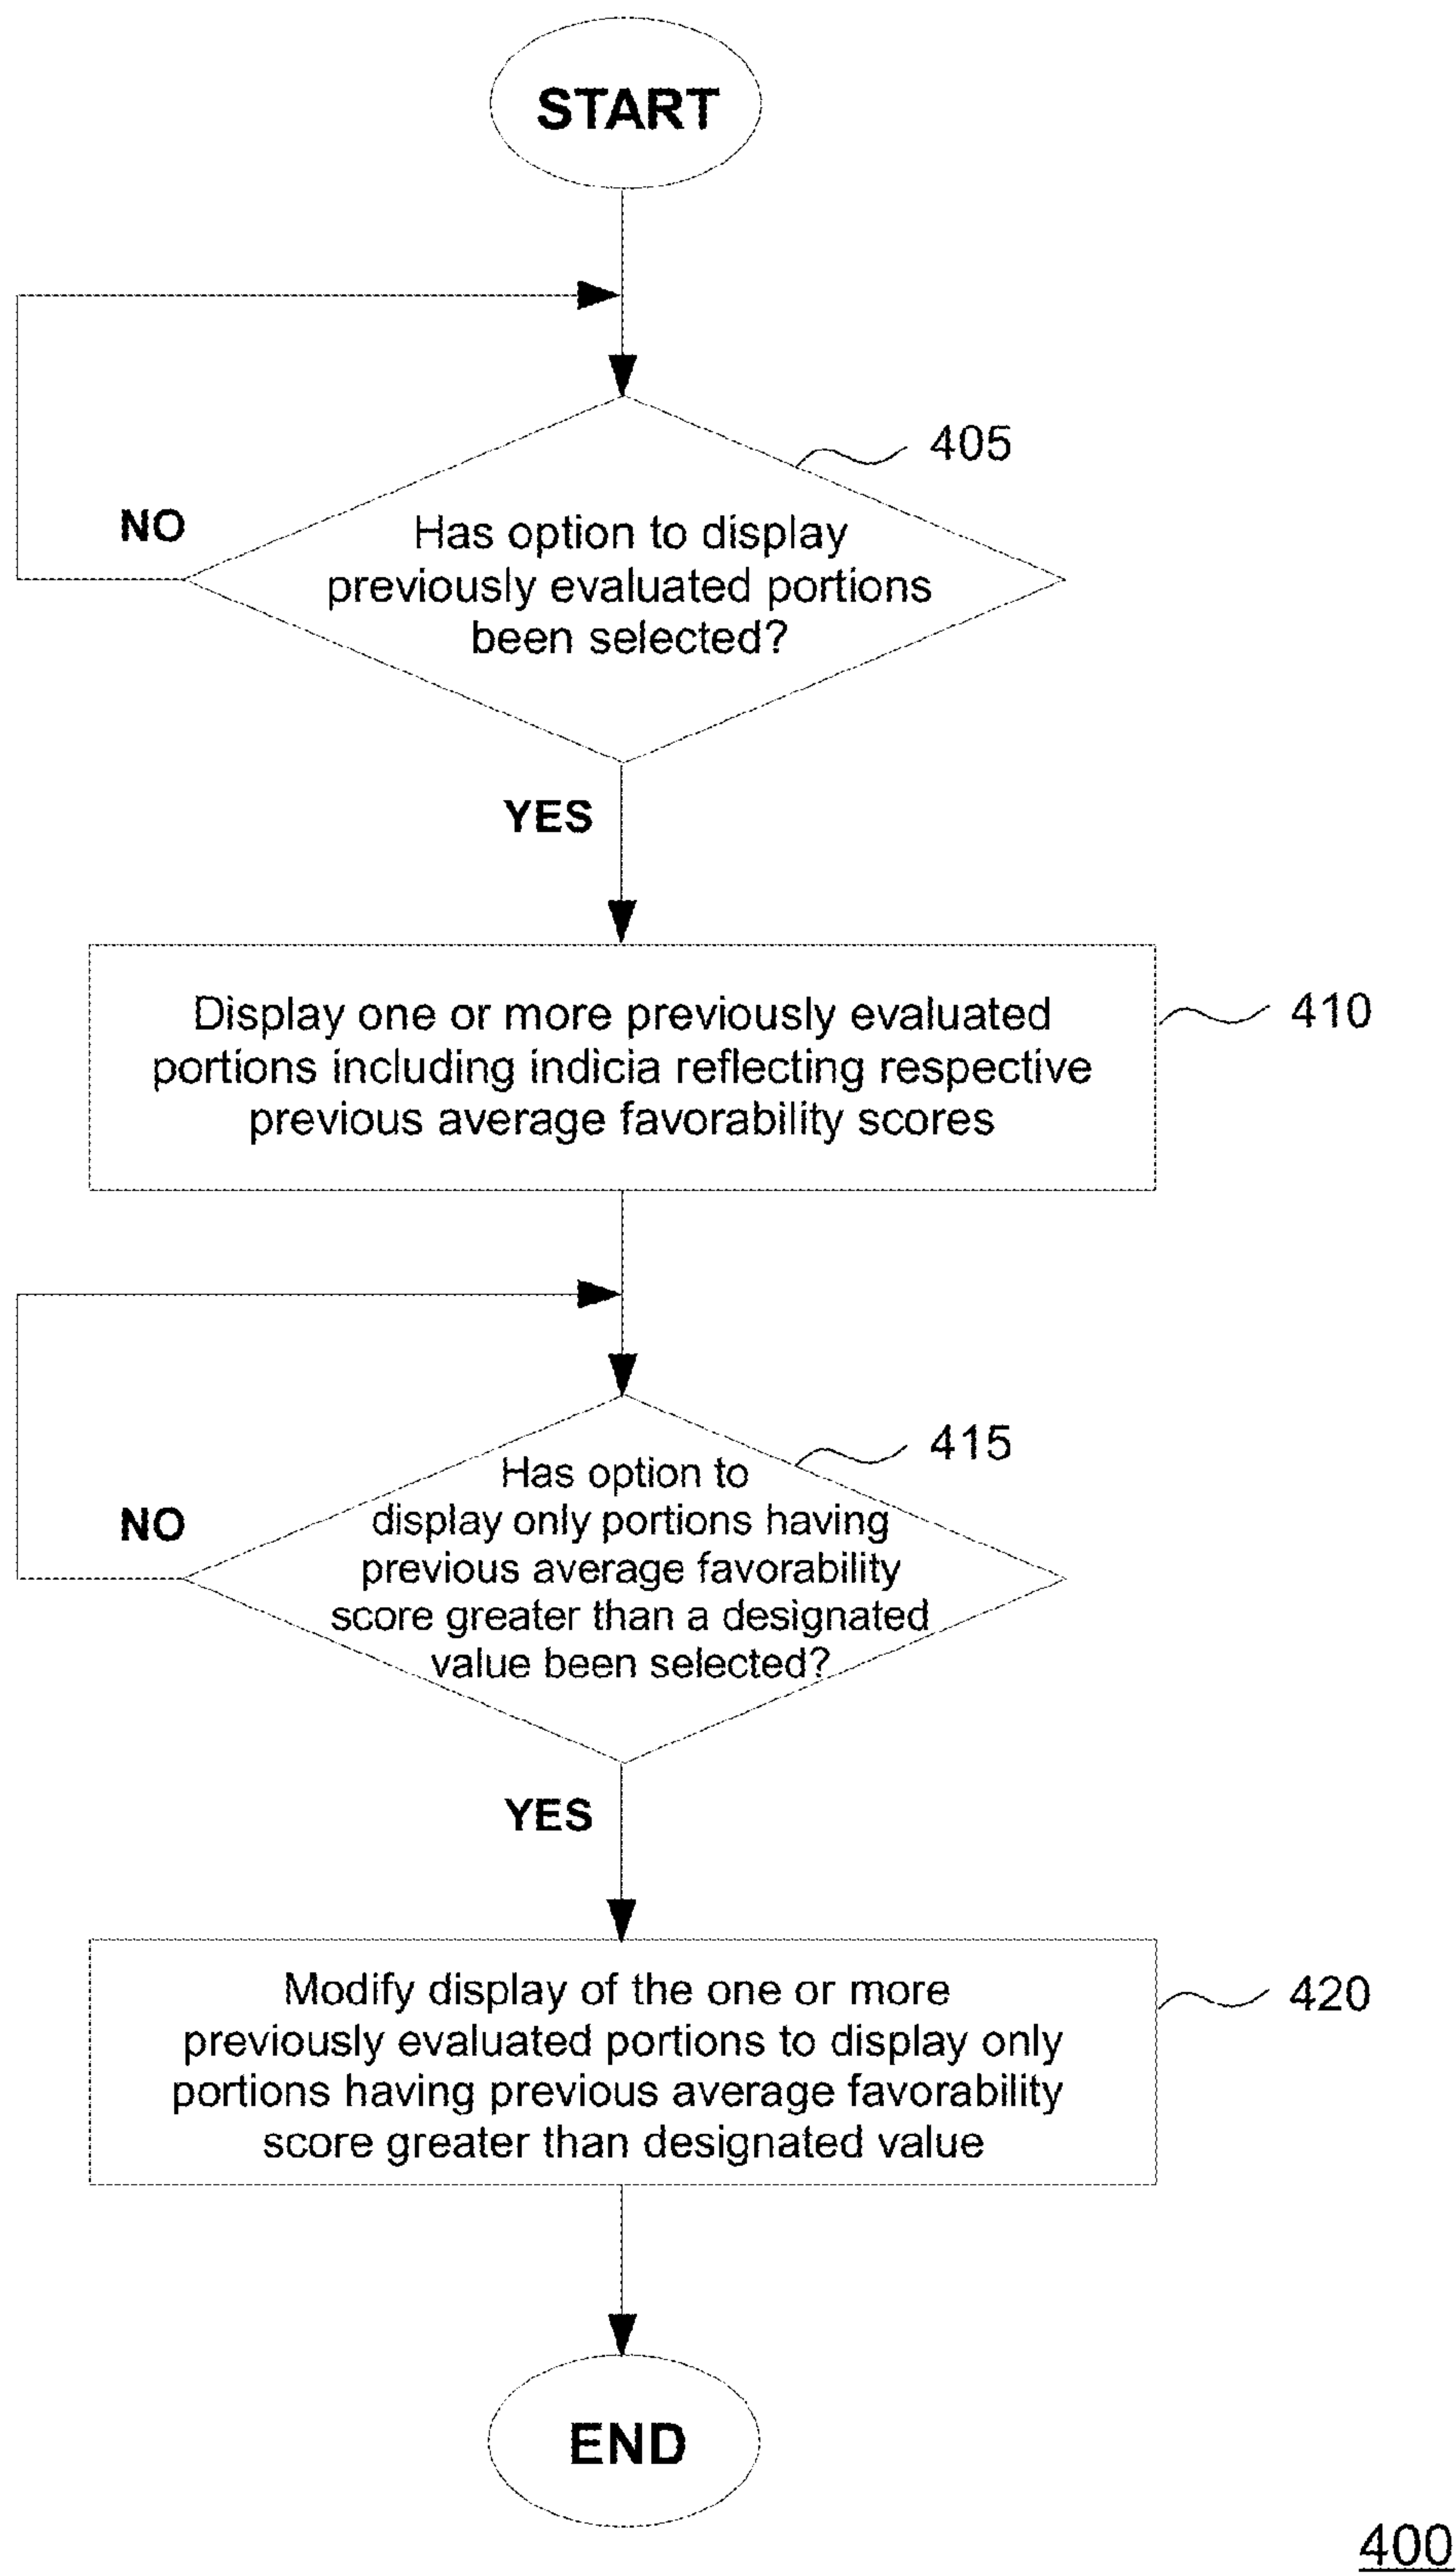 START
405
NO
Has option to display
previously evaluated portions
been selected?
YES
Display one or more previously evaluated
portions including indicia reflecting respective
previous average favorability scores
410
415
Has option to
display only portions having
previous average favorability
score greater than a designated
value been selected?
NO
YES
Modify display of the one or more
previously evaluated portions to display only
portions having previous average favorability
score greater than designated value
420
END
400